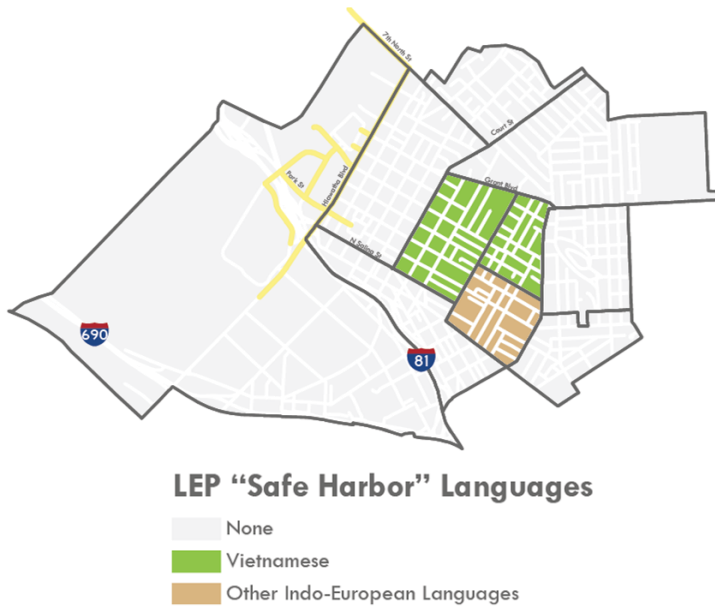 7th North St
Court St
Park St
Hiawatha Blvd
Grant Blvd
N Salina St
690
81
LEP “Safe Harbor” Languages
None
Vietnamese
Other Indo-European Languages